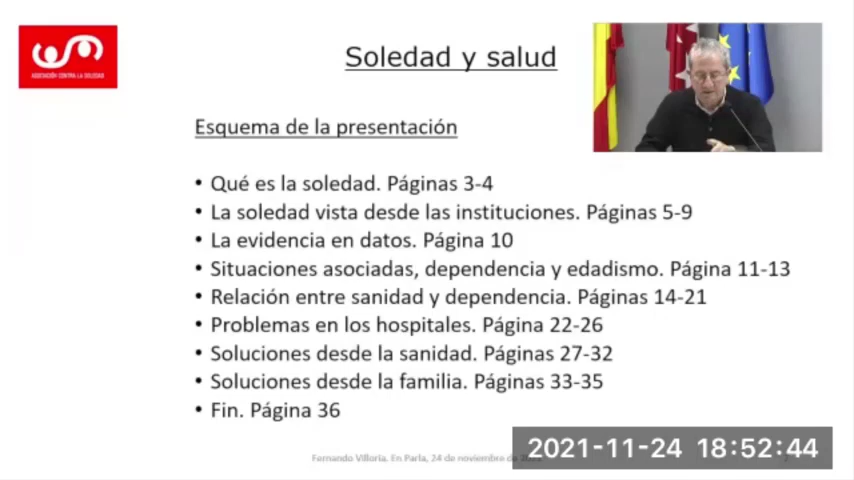 ASOCIACIÓN CONTRA LA SOLEDAD
Soledad y salud
Esquema de la presentación
• Qué es la soledad. Páginas 3-4
• La soledad vista desde las instituciones. Páginas 5-9
• La evidencia en datos. Página 10
• Situaciones asociadas, dependencia y edadismo. Página 11-13
• Relación entre sanidad y dependencia. Páginas 14-21
• Problemas en los hospitales. Página 22-26
• Soluciones desde la sanidad. Páginas 27-32
• Soluciones desde la familia. Páginas 33-35
• Fin. Página 36
Fernando Villoria. En Parla, 24 de noviembre de
2021-11-24 18:52:44